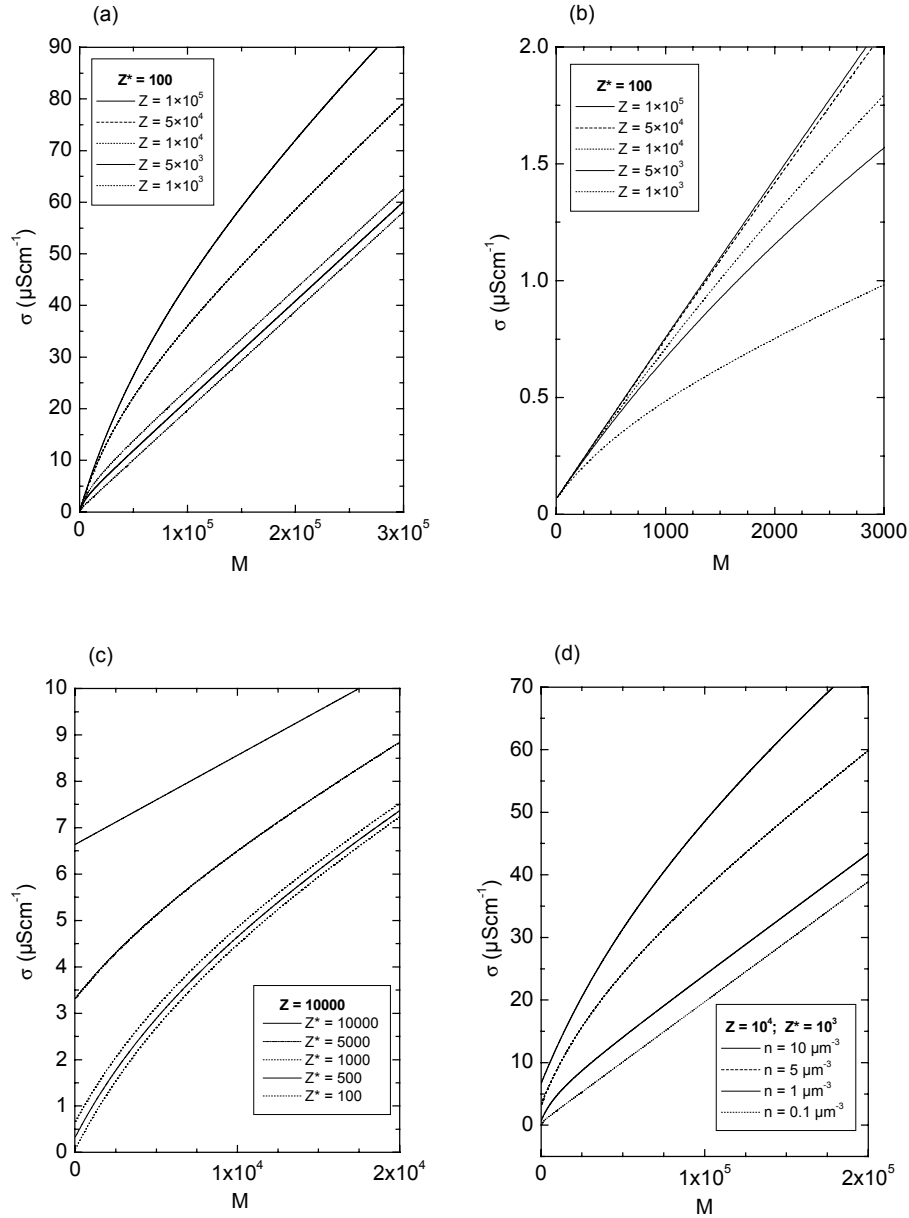 (a)
90
80
70
60
50
40
30
20
10
0
σ (µScm⁻¹)
Z* = 100
Z = 1×10⁵
Z = 5×10⁴
Z = 1×10⁴
Z = 5×10³
Z = 1×10³
0 1x10⁵ 2x10⁵ 3x10⁵
M
(b)
2.0
1.5
1.0
0.5
0
σ (µScm⁻¹)
Z* = 100
Z = 1×10⁵
Z = 5×10⁴
Z = 1×10⁴
Z = 5×10³
Z = 1×10³
0 1000 2000 3000
M
(c)
10
9
8
7
6
5
4
3
2
1
0
σ (µScm⁻¹)
Z = 10000
Z* = 10000
Z* = 5000
Z* = 1000
Z* = 500
Z* = 100
0 1x10⁴ 2x10⁴
M
(d)
70
60
50
40
30
20
10
0
σ (µScm⁻¹)
Z = 10⁴; Z* = 10³
n = 10 µm⁻³
n = 5 µm⁻³
n = 1 µm⁻³
n = 0.1 µm⁻³
0 1x10⁵ 2x10⁵
M